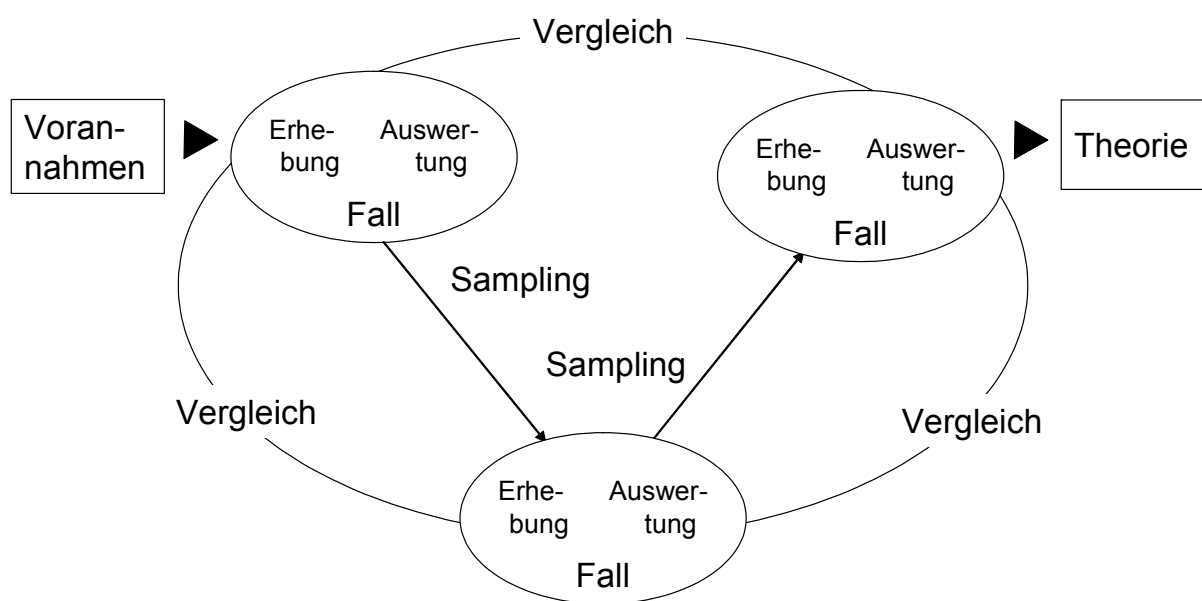 Vergleich
Voran-
nahmen
Erhe-
bung
Auswer-
tung
Fall
Erhe-
bung
Auswer-
tung
Fall
Theorie
Sampling
Sampling
Vergleich
Vergleich
Erhe-
bung
Auswer-
tung
Fall